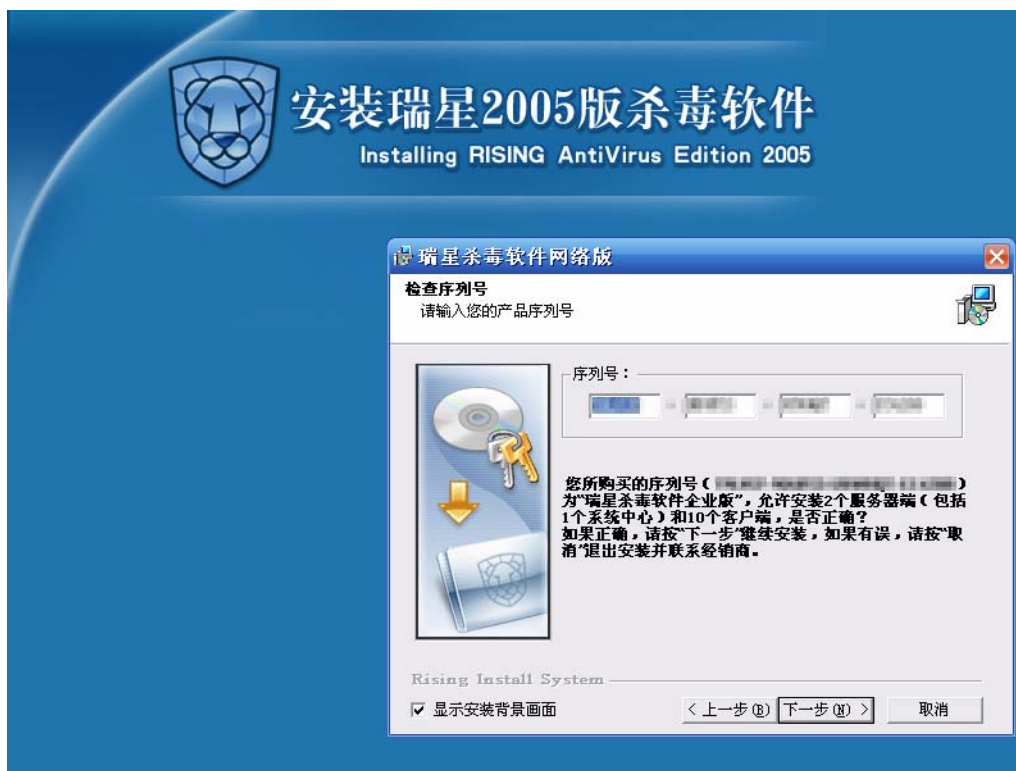 安装瑞星2005版杀毒软件
Installing RISING AntiVirus Edition 2005
瑞星杀毒软件网络版
检查序列号
请输入您的产品序列号
序列号：
- - -
您所购买的序列号（ ）
为“瑞星杀毒软件企业版”，允许安装2个服务器端（包括
1个系统中心）和10个客户端，是否正确？
如果正确，请按“下一步”继续安装，如果有误，请按“取
消”退出安装并联系经销商。
Rising Install System
显示安装背景画面
< 上一步(B) 下一步(N) > 取消